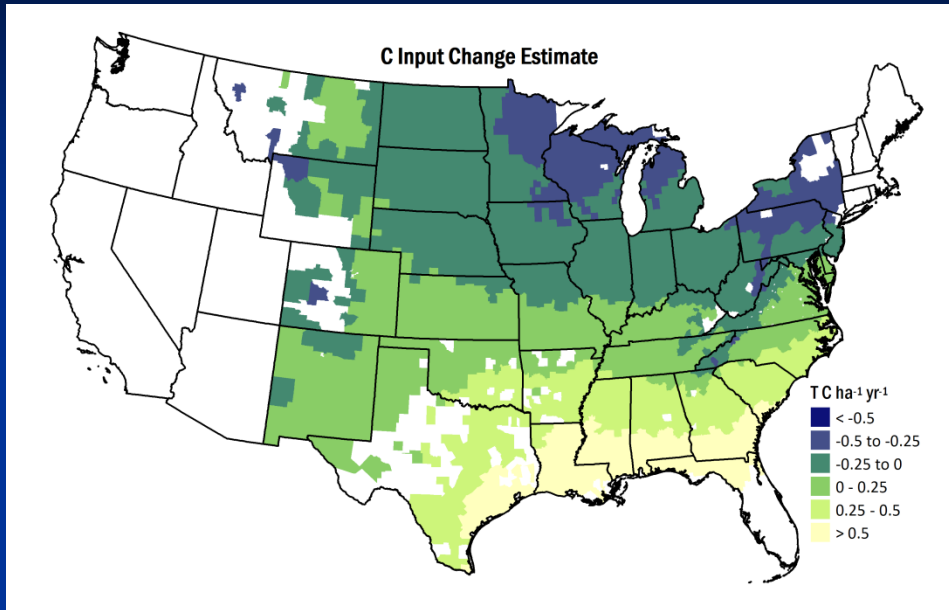 C Input Change Estimate
T C ha⁻¹ yr⁻¹
< -0.5
-0.5 to -0.25
-0.25 to 0
0 - 0.25
0.25 - 0.5
> 0.5